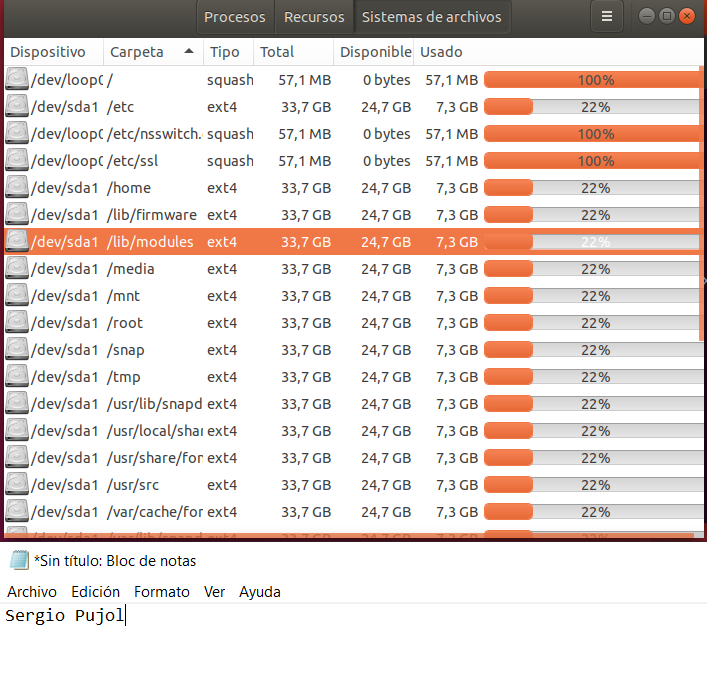 Procesos Recursos Sistemas de archivos
Dispositivo Carpeta Tipo Total Disponible Usado
/dev/loop0 / squash 57,1 MB 0 bytes 57,1 MB 100%
/dev/sda1 /etc ext4 33,7 GB 24,7 GB 7,3 GB 22%
/dev/loop0 /etc/nsswitch. squash 57,1 MB 0 bytes 57,1 MB 100%
/dev/loop0 /etc/ssl squash 57,1 MB 0 bytes 57,1 MB 100%
/dev/sda1 /home ext4 33,7 GB 24,7 GB 7,3 GB 22%
/dev/sda1 /lib/firmware ext4 33,7 GB 24,7 GB 7,3 GB 22%
/dev/sda1 /lib/modules ext4 33,7 GB 24,7 GB 7,3 GB 22%
/dev/sda1 /media ext4 33,7 GB 24,7 GB 7,3 GB 22%
/dev/sda1 /mnt ext4 33,7 GB 24,7 GB 7,3 GB 22%
/dev/sda1 /root ext4 33,7 GB 24,7 GB 7,3 GB 22%
/dev/sda1 /snap ext4 33,7 GB 24,7 GB 7,3 GB 22%
/dev/sda1 /tmp ext4 33,7 GB 24,7 GB 7,3 GB 22%
/dev/sda1 /usr/lib/snapd ext4 33,7 GB 24,7 GB 7,3 GB 22%
/dev/sda1 /usr/local/shar ext4 33,7 GB 24,7 GB 7,3 GB 22%
/dev/sda1 /usr/share/for ext4 33,7 GB 24,7 GB 7,3 GB 22%
/dev/sda1 /usr/src ext4 33,7 GB 24,7 GB 7,3 GB 22%
/dev/sda1 /var/cache/for ext4 33,7 GB 24,7 GB 7,3 GB 22%
*Sin título: Bloc de notas
Archivo Edición Formato Ver Ayuda
Sergio Pujol